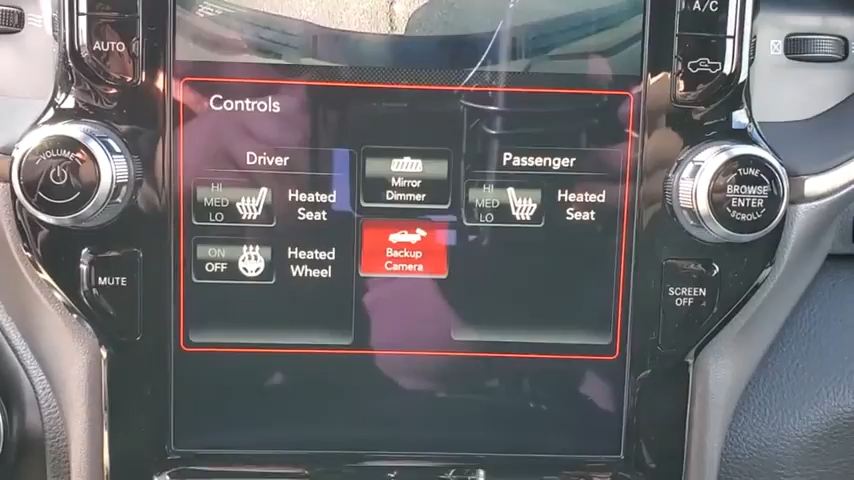 AUTO
A/C
Controls
VOLUME
Driver
Passenger
HI
MED
LO
Heated
Seat
Mirror
Dimmer
HI
MED
LO
Heated
Seat
TUNE
BROWSE
ENTER
SCROLL
ON
OFF
Heated
Wheel
Backup
Camera
MUTE
SCREEN
OFF